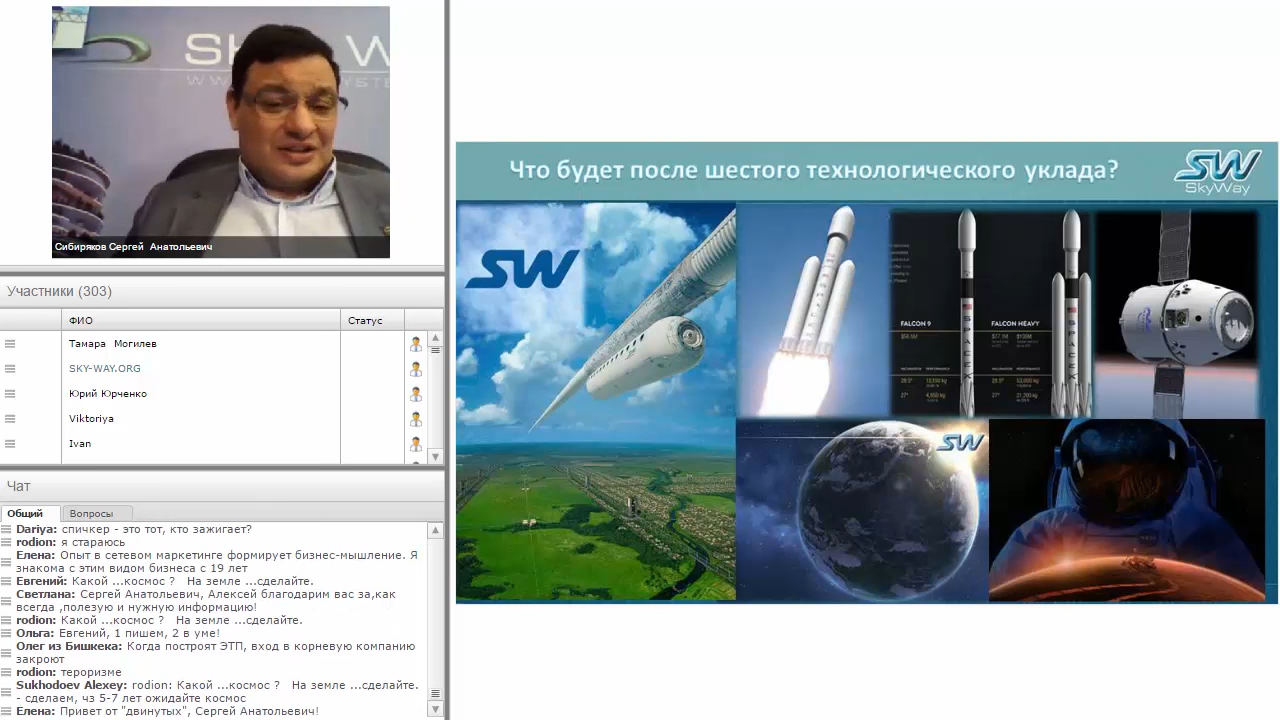 SK W
WW YSTE
Сибиряков Сергей Анатольевич
Участники (303)
ФИО
Статус
Тамара Могилев
SKY-WAY.ORG
Юрий Юрченко
Viktoriya
Ivan
Чат
Общий
Вопросы
Dariya: спичкер - это тот, кто зажигает?
rodion: я стараюсь
Елена: Опыт в сетевом маркетинге формирует бизнес-мышление. Я
знакома с этим видом бизнеса с 19 лет
Евгений: Какой ...космос ? На земле ...сделайте.
Светлана: Сергей Анатольевич, Алексей благодарим вас за,как
всегда ,полезую и нужную информацию!
rodion: Какой ...космос ? На земле ...сделайте.
Ольга: Евгений, 1 пишем, 2 в уме!
Олег из Бишкека: Когда построят ЭТП, вход в корневую компанию
закроют
rodion: тероризме
Sukhodoev Alexey: rodion: Какой ...космос ? На земле ...сделайте.
- сделаем, чз 5-7 лет ожидайте космос
Елена: Привет от "двинутых", Сергей Анатольевич!
Что будет после шестого технологического уклада?
SW
SkyWay
SW
FALCON 9
FALCON HEAVY
SPACEX
SPACEX
SW